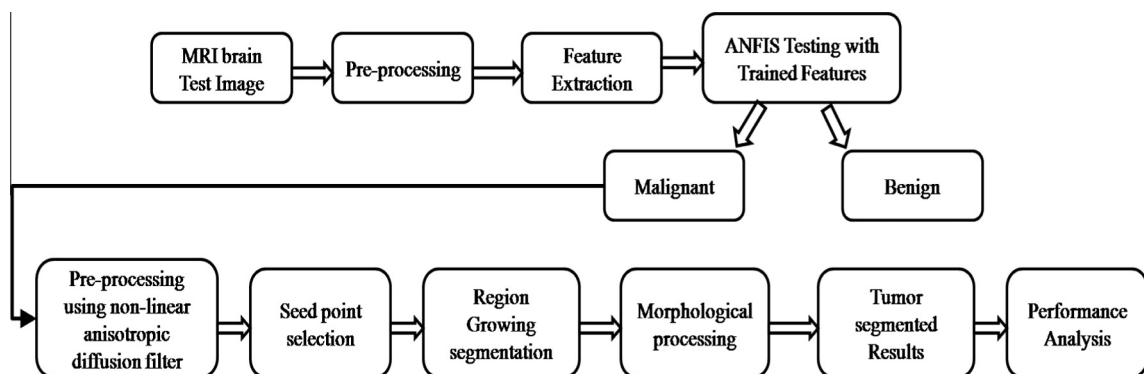 MRI brain
Test Image
Pre-processing
Feature
Extraction
ANFIS Testing with
Trained Features
Malignant
Benign
Pre-processing
using non-linear
anisotropic
diffusion filter
Seed point
selection
Region
Growing
segmentation
Morphological
processing
Tumor
segmented
Results
Performance
Analysis